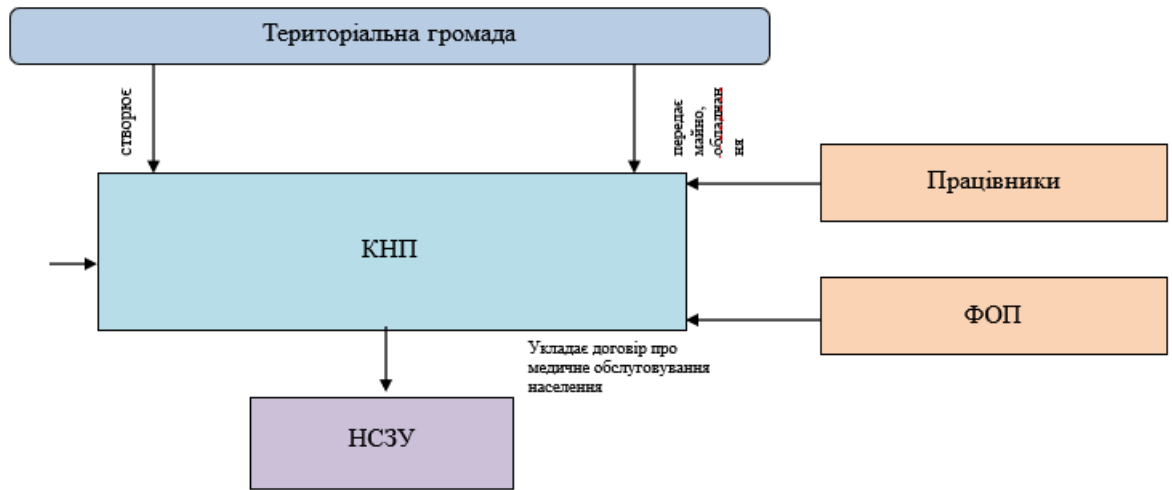 Територіальна громада
створює
передає
майно,
обладнан
ня
Працівники
КНП
ФОП
Укладає договір про
медичне обслуговування
населення
НСЗУ